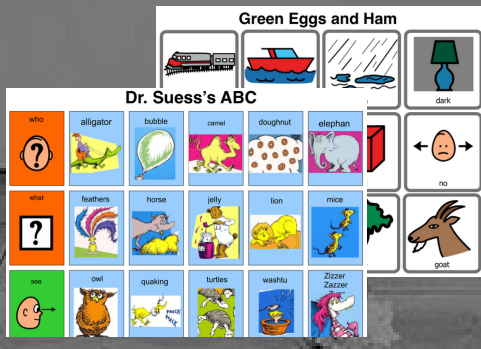 Green Eggs and Ham
dark
no
goat
Dr. Suess's ABC
who
alligator
bubble
camel
doughnut
elephan
?
what
feathers
horse
jelly
lion
mice
?
see
owl
quaking
turtles
washtu
Zizzer
Zazzer